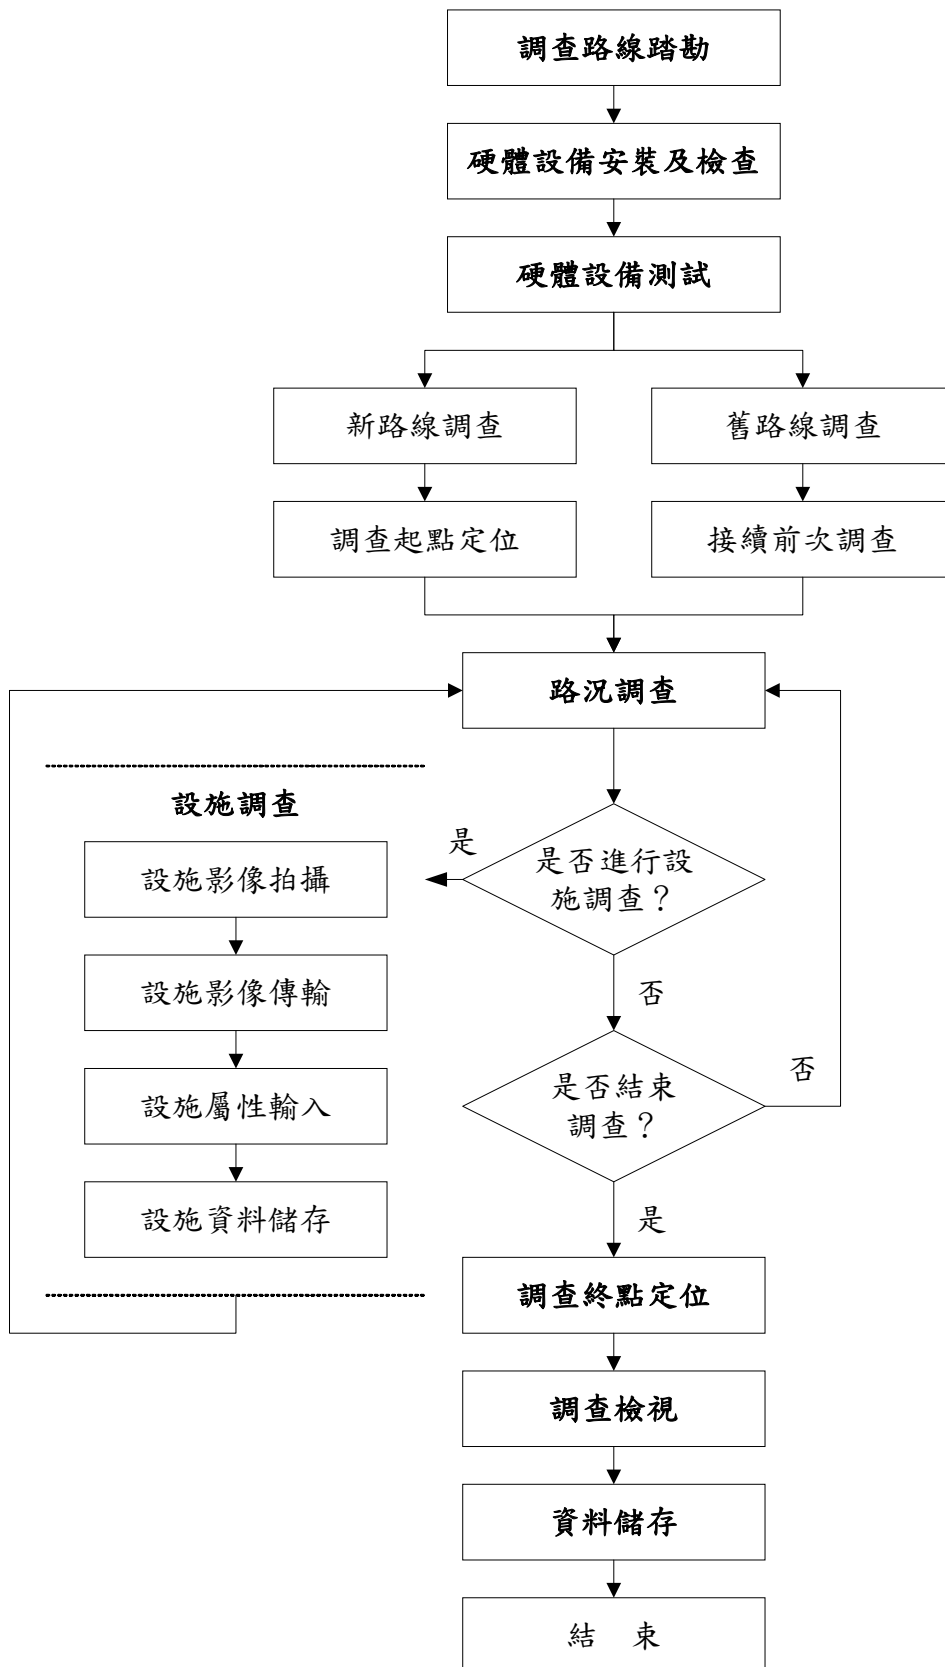 調查路線踏勘
硬體設備安裝及檢查
硬體設備測試
新路線調查
舊路線調查
調查起點定位
接續前次調查
路況調查
設施調查
是
是否進行設
施調查？
設施影像拍攝
設施影像傳輸
否
設施屬性輸入
是否結束
調查？
否
設施資料儲存
是
調查終點定位
調查檢視
資料儲存
結 束